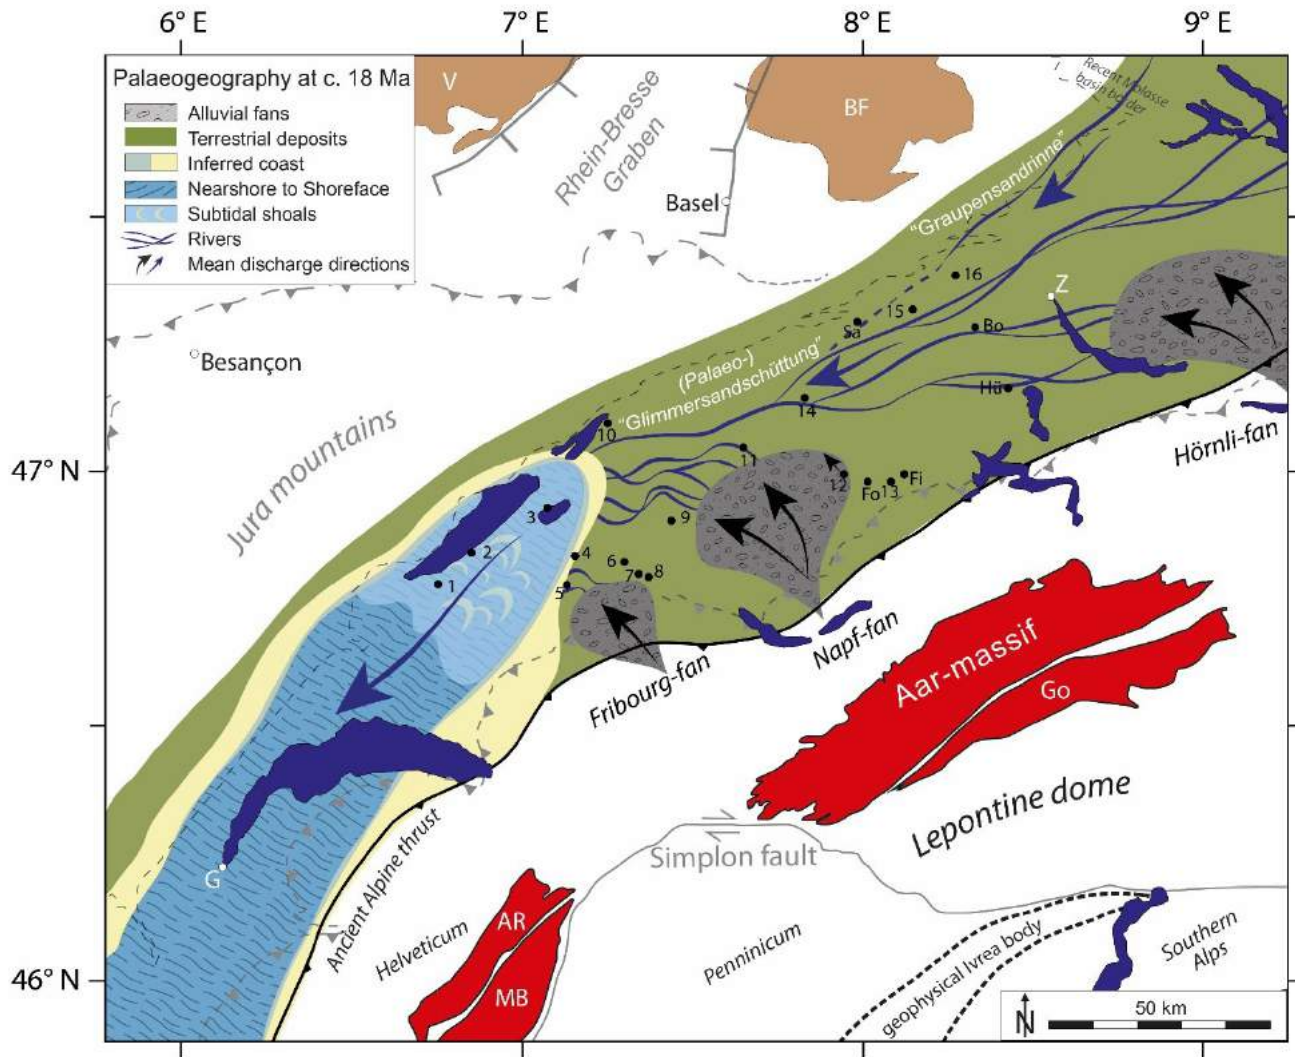 6° E
7° E
8° E
9° E
Palaeogeography at c. 18 Ma
Alluvial fans
Terrestrial deposits
Inferred coast
Nearshore to Shoreface
Subtidal shoals
Rivers
Mean discharge directions
V
Rhein-Bresse
Graben
BF
Recent Molasse
basin border
Basel
"Graupensandrinne"
16
Z
15
Sa
Bo
Besançon
(Palaeo-)
"Glimmersandschüttung"
Hü
14
10
Jura mountains
47° N
11
12
Fo
13
Fi
Hörnli-fan
3
9
2
4
6
7
8
1
5
Fribourg-fan
Napf-fan
Aar-massif
Go
Lepontine dome
Simplon fault
G
Ancient Alpine thrust
Helveticum
AR
MB
Penninicum
geophysical Ivrea body
Southern
Alps
46° N
N
50 km